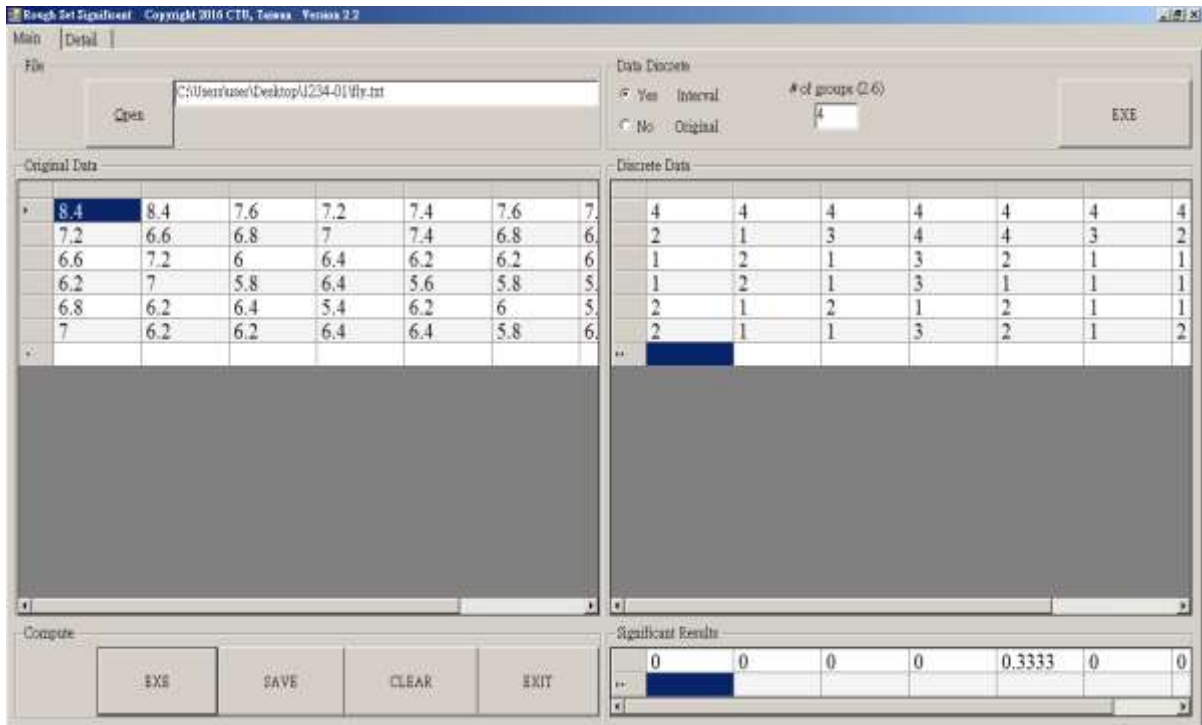 Rough Set Significant Copyright 2016 CTU, Taiwan Version 2.2
Main Detail
File
Open
C:\Users\user\Desktop\1234-01\fly.txt
Data Discrete
Yes Interval
No Original
# of groups (2-6)
4
EXE
Original Data
8.4 8.4 7.6 7.2 7.4 7.6 7.
7.2 6.6 6.8 7 7.4 6.8 6.
6.6 7.2 6 6.4 6.2 6.2 6
6.2 7 5.8 6.4 5.6 5.8 5.
6.8 6.2 6.4 5.4 6.2 6 5.
7 6.2 6.2 6.4 6.4 5.8 6.
Discrete Data
4 4 4 4 4 4 4
2 1 3 4 4 3 2
1 2 1 3 2 1 1
1 2 1 3 1 1 1
2 1 2 1 2 1 1
2 1 1 3 2 1 2
Compute
EXE SAVE CLEAR EXIT
Significant Results
0 0 0 0 0.3333 0 0